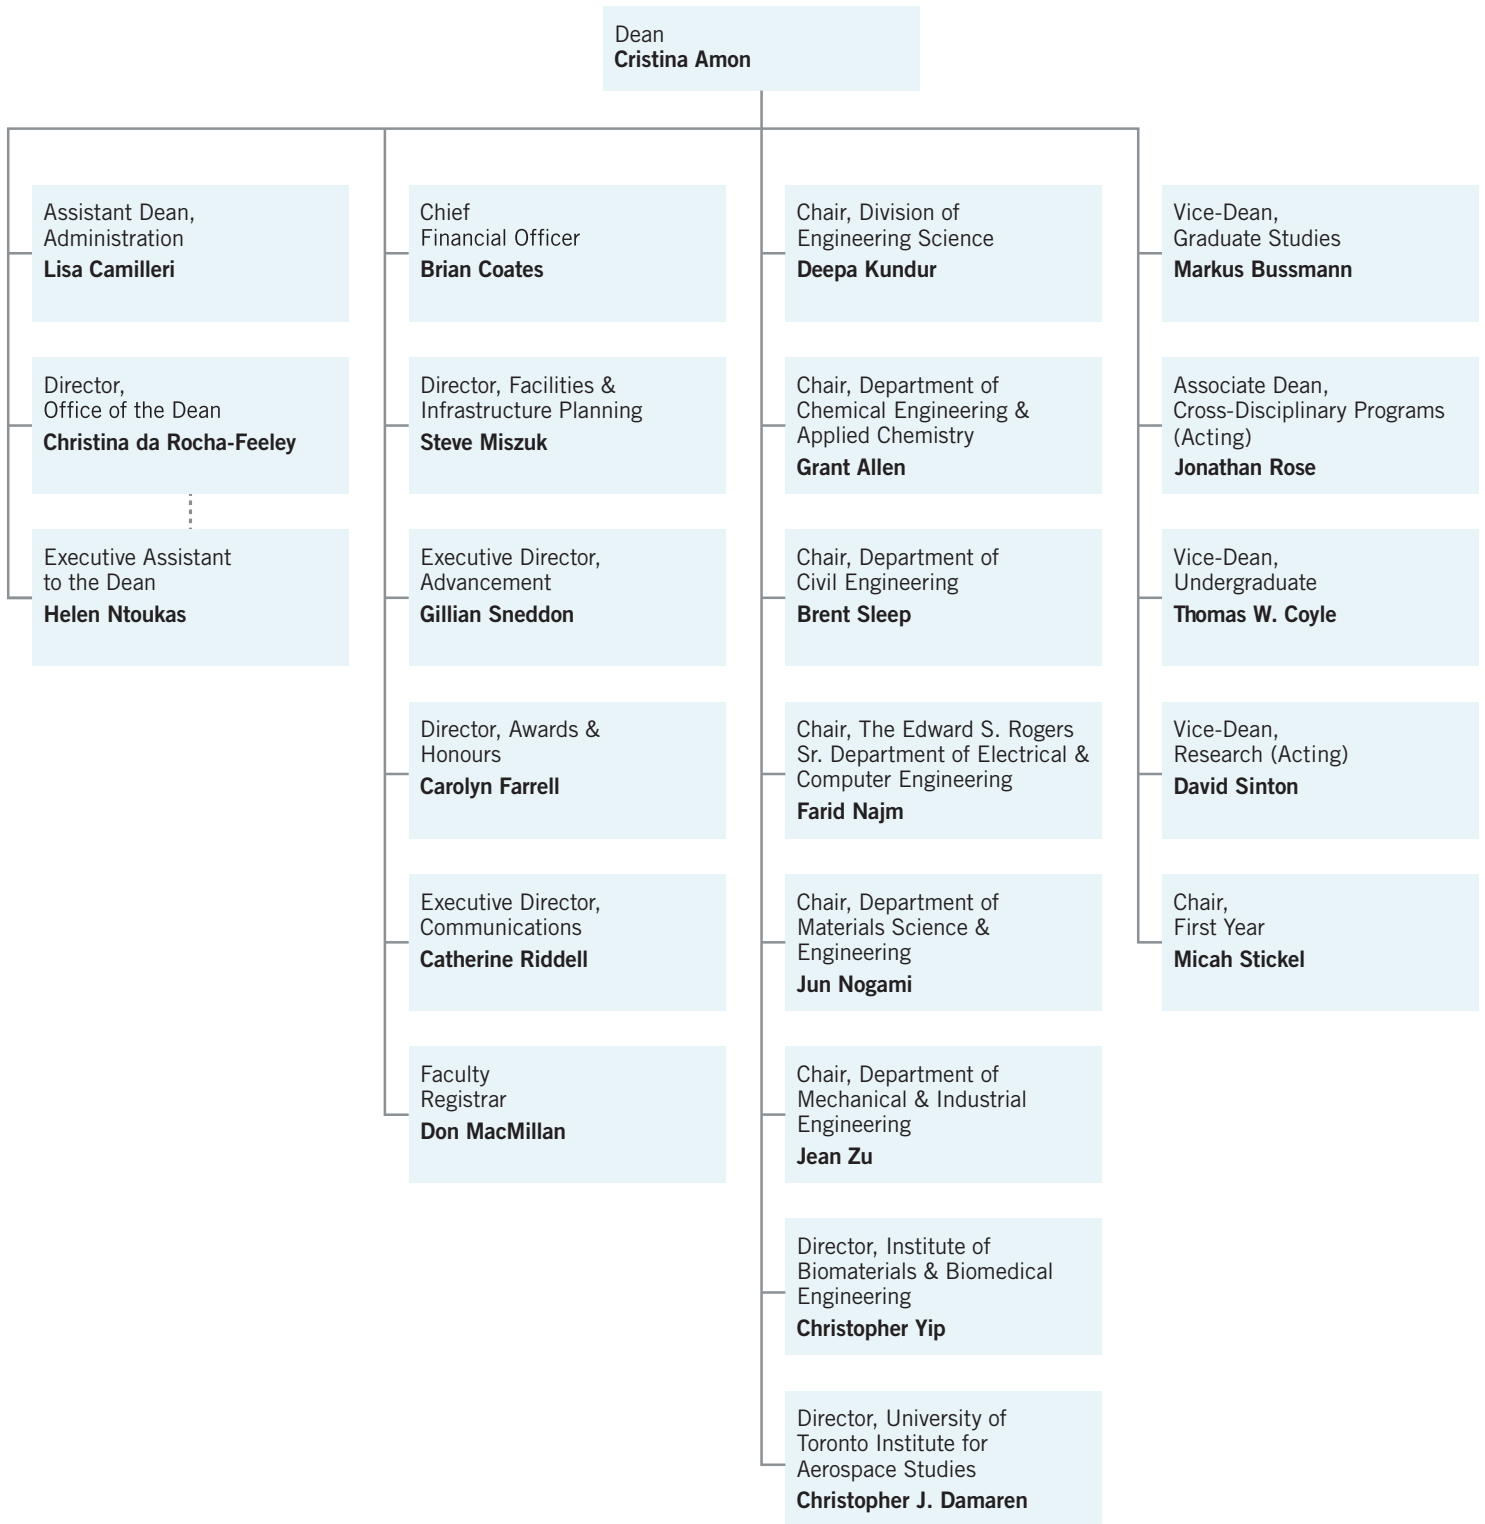 Dean
Cristina Amon
Assistant Dean,
Administration
Lisa Camilleri
Director,
Office of the Dean
Christina da Rocha-Feeley
Executive Assistant
to the Dean
Helen Ntoukas
Chief
Financial Officer
Brian Coates
Director, Facilities &
Infrastructure Planning
Steve Miszuk
Executive Director,
Advancement
Gillian Sneddon
Director, Awards &
Honours
Carolyn Farrell
Executive Director,
Communications
Catherine Riddell
Faculty
Registrar
Don MacMillan
Chair, Division of
Engineering Science
Deepa Kundur
Chair, Department of
Chemical Engineering &
Applied Chemistry
Grant Allen
Chair, Department of
Civil Engineering
Brent Sleep
Chair, The Edward S. Rogers
Sr. Department of Electrical &
Computer Engineering
Farid Najm
Chair, Department of
Materials Science &
Engineering
Jun Nogami
Chair, Department of
Mechanical & Industrial
Engineering
Jean Zu
Director, Institute of
Biomaterials & Biomedical
Engineering
Christopher Yip
Director, University of
Toronto Institute for
Aerospace Studies
Christopher J. Damaren
Vice-Dean,
Graduate Studies
Markus Bussmann
Associate Dean,
Cross-Disciplinary Programs
(Acting)
Jonathan Rose
Vice-Dean,
Undergraduate
Thomas W. Coyle
Vice-Dean,
Research (Acting)
David Sinton
Chair,
First Year
Micah Stickel